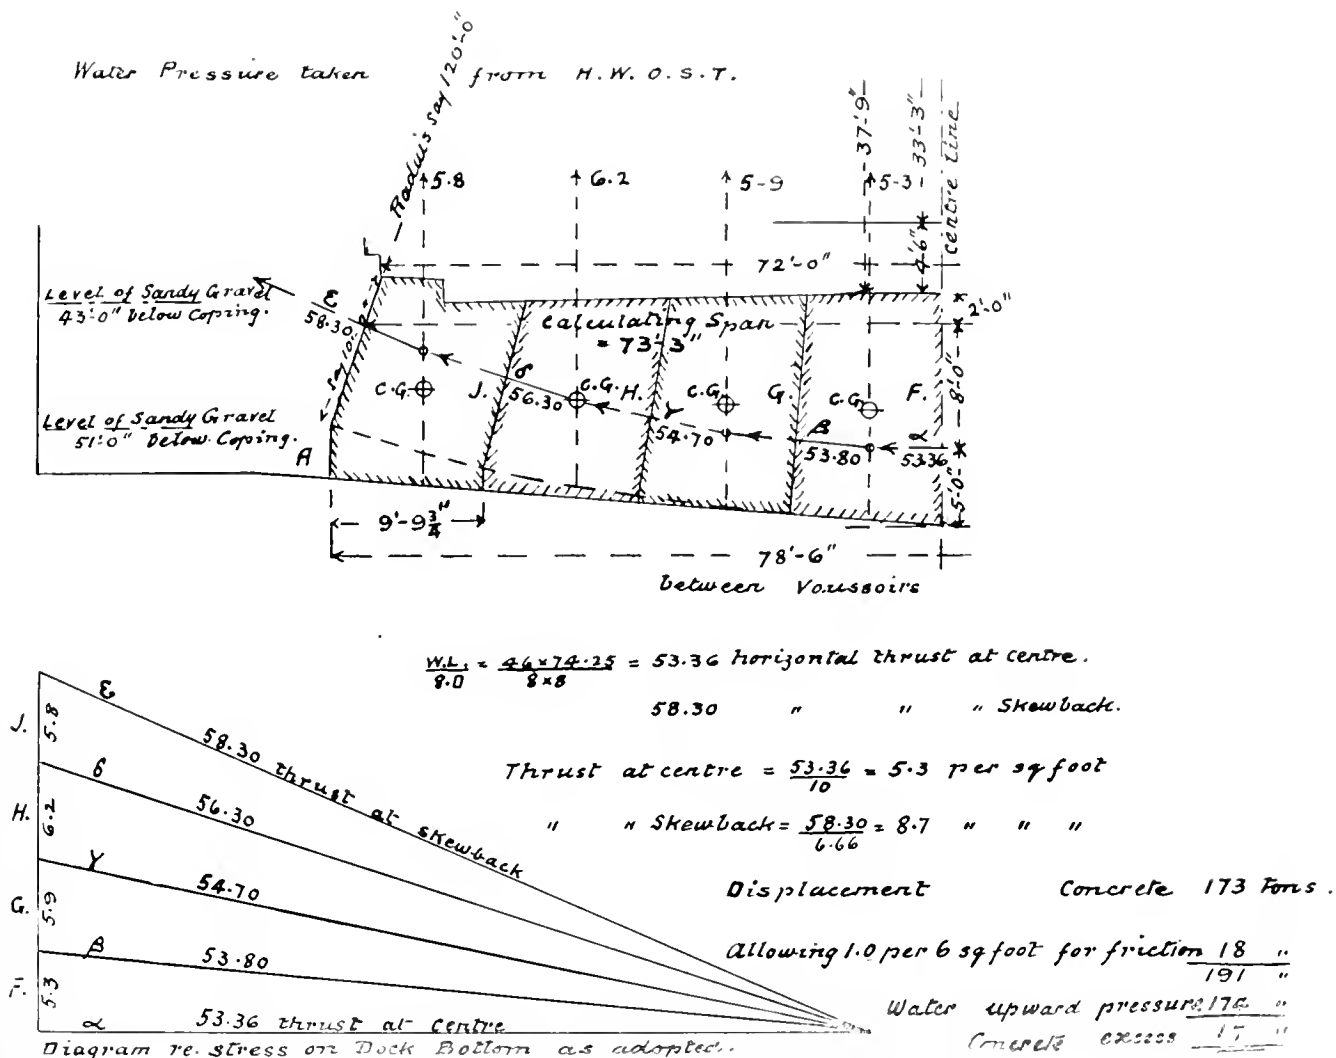 Water Pressure taken from H.W.O.S.T.
Radius say 120'-0"
37'-9"
33'-3"
Centre Line
5.8
6.2
5-9
5-3
4'6"
72'-0"
2'-0"
Level of Sandy Gravel
43'-0" below Coping.
ε
58.30
Calculating Span
= 73'-3"
say 10'-
C.G.
J.
δ
56.30
C.G.
H.
γ
54.70
C.G.
G.
β
53.80
C.G.
F.
α
53.36
8'-0"
5'-0"
Level of Sandy Gravel
51'-0" below Coping.
A
9'-9¾"
78'-6"
between Voussoirs
W.L. / 8.D = 46 × 74.25 / 8 × 8 = 53.36 horizontal thrust at centre.
58.30 " " " Skewback.
Thrust at centre = 53.36 / 10 = 5.3 per sq foot
" " Skewback = 58.30 / 6.66 = 8.7 " " "
Displacement Concrete 173 Tons.
Allowing 1.0 per 6 sq foot for friction 18 "
191 "
Water upward pressure 174 "
Concrete excess 17 "
J.
5.8
ε
58.30 thrust at skewback
H.
6.2
δ
56.30
G.
5.9
γ
54.70
F.
5.3
β
53.80
α
53.36 thrust at centre
Diagram re. stress on Dock Bottom as adopted.